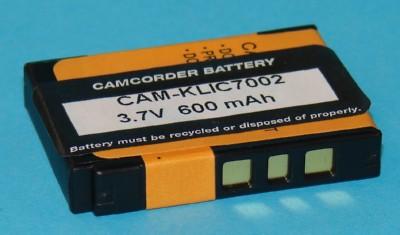 CAMCORDER BATTERY
CAM-KLIC7002
3.7V 600 mAh
Battery must be recycled or disposed of properly.